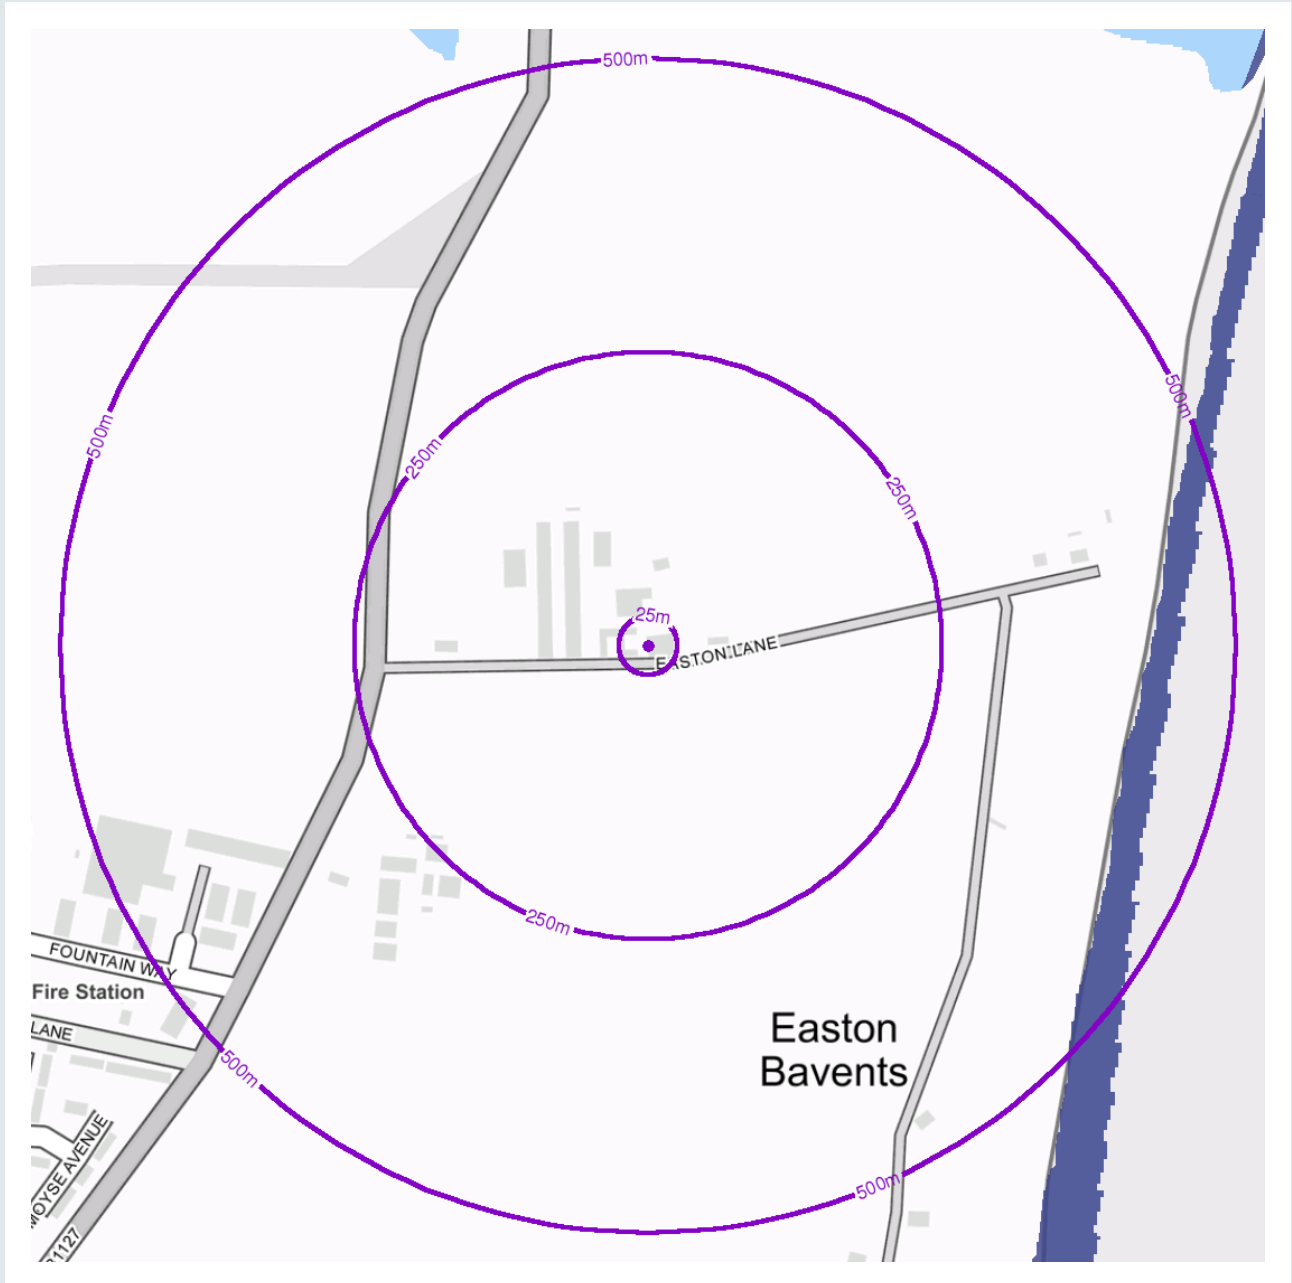 500m
500m
500m
250m
250m
25m
EASTON LANE
250m
FOUNTAIN WAY
Fire Station
LANE
Easton
Bavents
500m
MOYSE AVENUE
500m